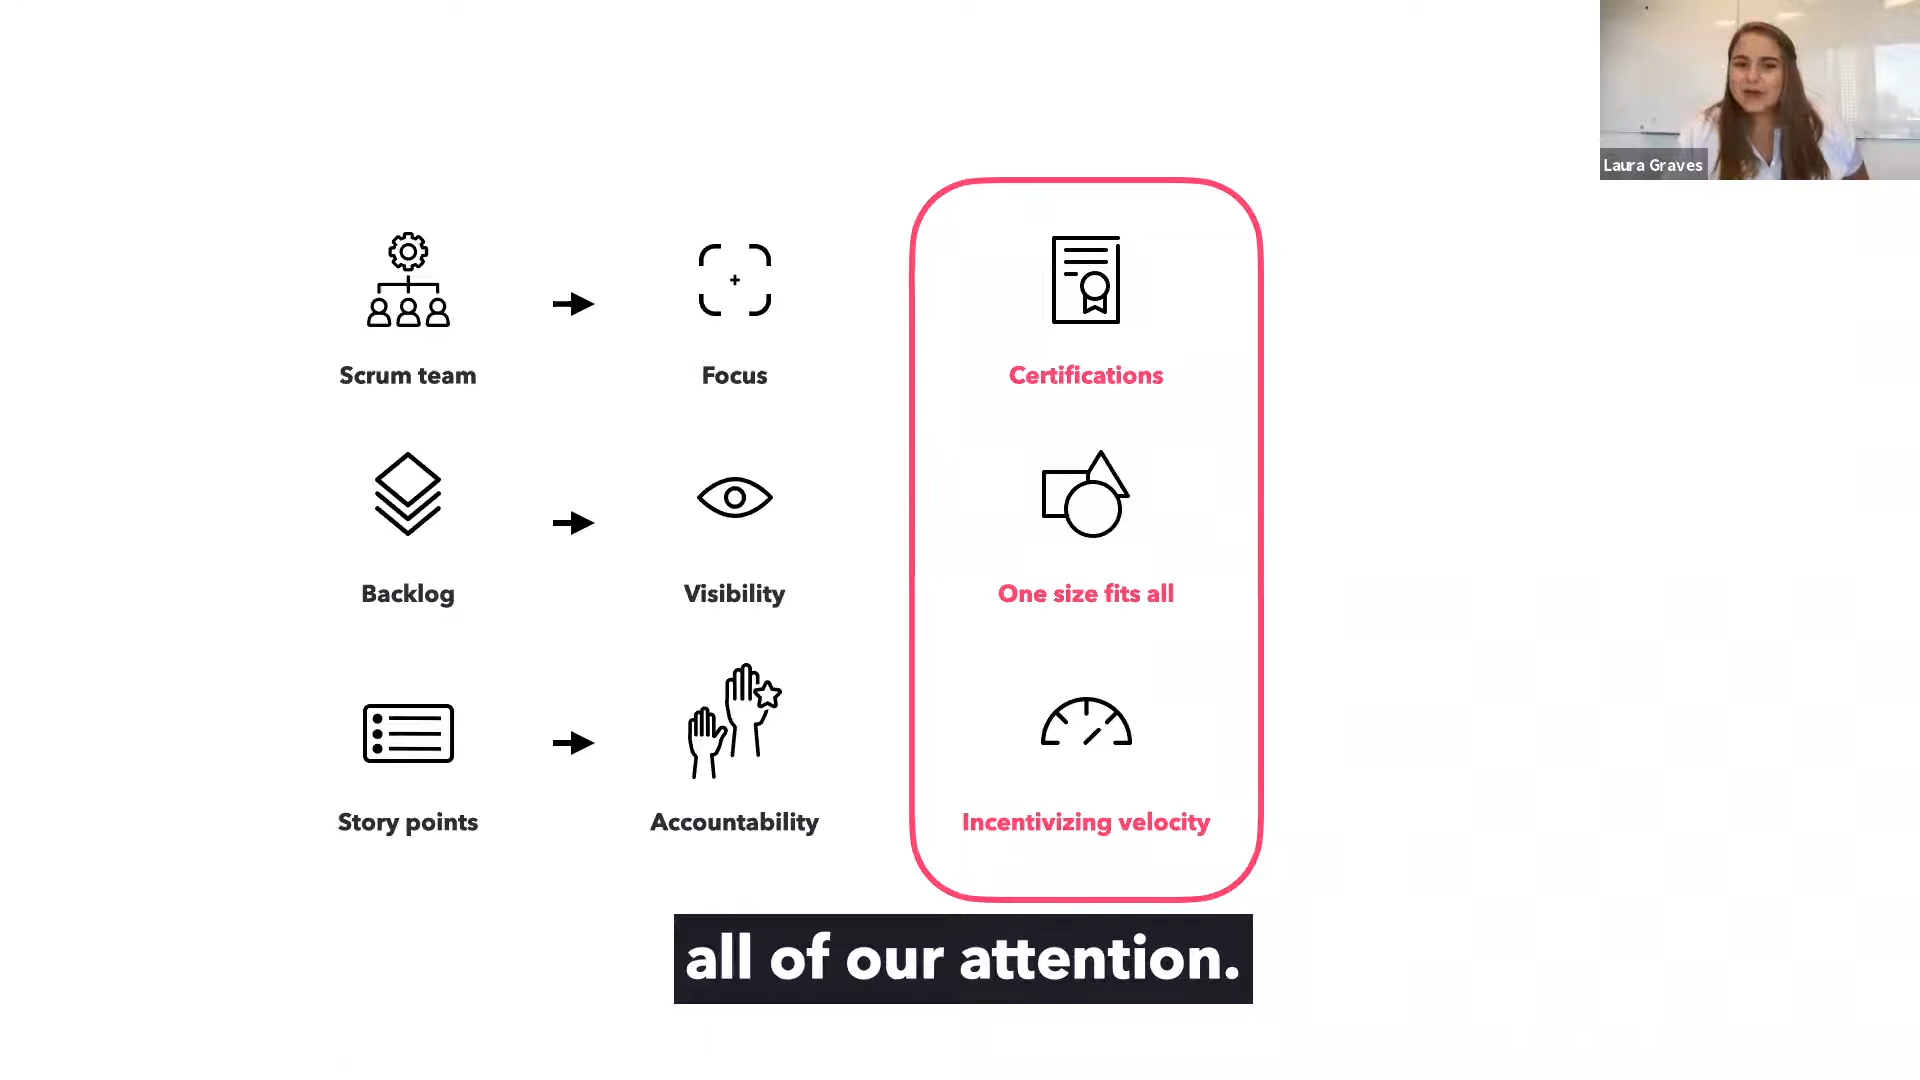 Laura Graves
Scrum team
Focus
Certifications
Backlog
Visibility
One size fits all
Story points
Accountability
Incentivizing velocity
all of our attention.